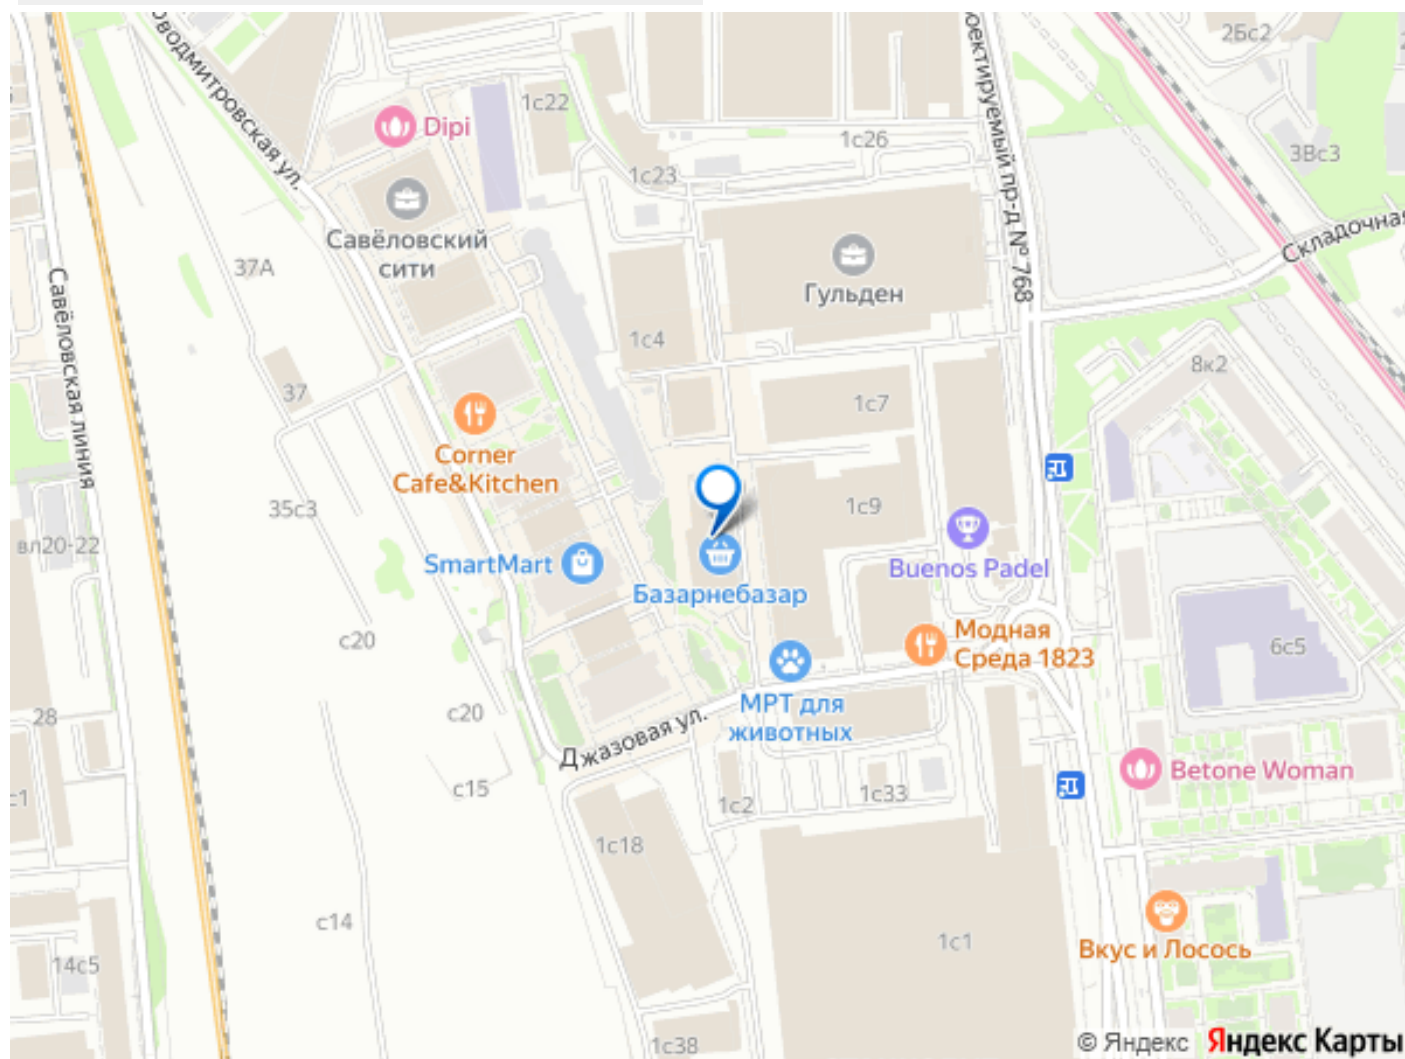 оводмитровская ул.
оектируемый пр-д № 768
2Бс2
1с22
Dipi
1с26
3Вс3
1с23
Савёловский
сити
Складочная
37А
Гульден
Савёловская линия
1с4
8к2
37
1с7
Corner
Cafe&Kitchen
35с3
1с9
вл20-22
SmartMart
Buenos Padel
Базарнебазар
с20
Модная
Среда 1823
6с5
28
с20
Джазовая ул.
МРТ для
животных
Betone Woman
с15
1с2
1с33
1с18
с14
1с1
Вкус и Лосось
14с5
1с38
© Яндекс Яндекс Карты